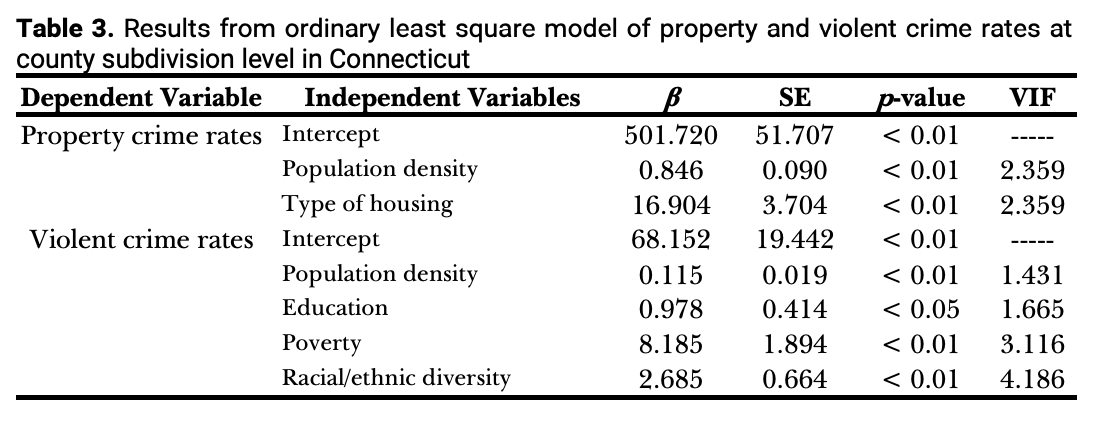 Table 3. Results from ordinary least square model of property and violent crime rates at
county subdivision level in Connecticut
Dependent Variable Independent Variables β SE p-value VIF
Property crime rates Intercept 501.720 51.707 < 0.01 -----
Population density 0.846 0.090 < 0.01 2.359
Type of housing 16.904 3.704 < 0.01 2.359
Violent crime rates Intercept 68.152 19.442 < 0.01 -----
Population density 0.115 0.019 < 0.01 1.431
Education 0.978 0.414 < 0.05 1.665
Poverty 8.185 1.894 < 0.01 3.116
Racial/ethnic diversity 2.685 0.664 < 0.01 4.186